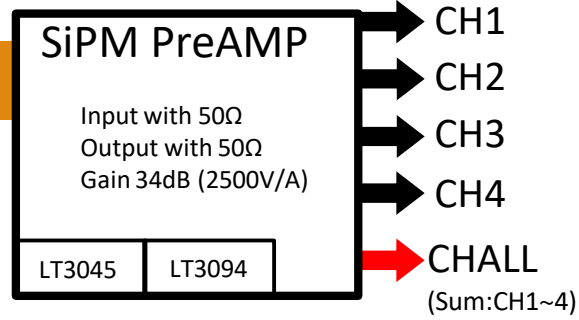 SiPM PreAMP
Input with 50Ω
Output with 50Ω
Gain 34dB (2500V/A)
LT3045
LT3094
CH1
CH2
CH3
CH4
CHALL
(Sum:CH1~4)